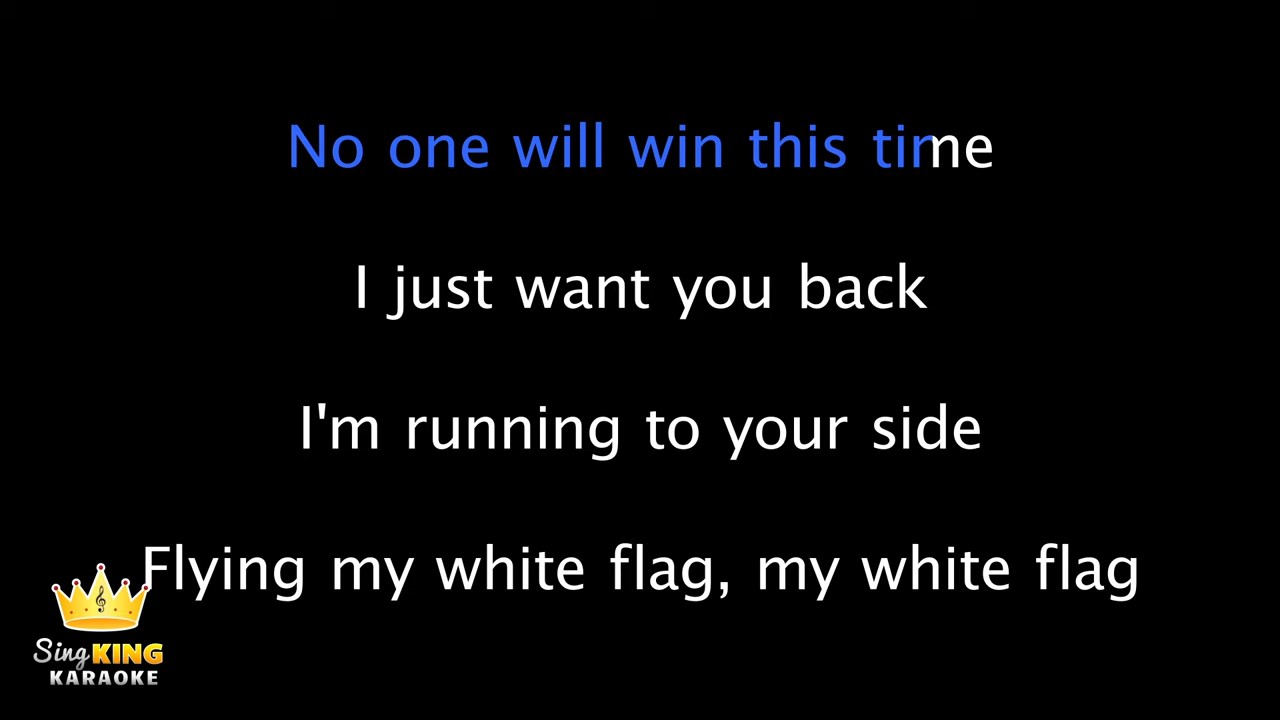 No one will win this time
I just want you back
I'm running to your side
Flying my white flag, my white flag
Sing KING
KARAOKE